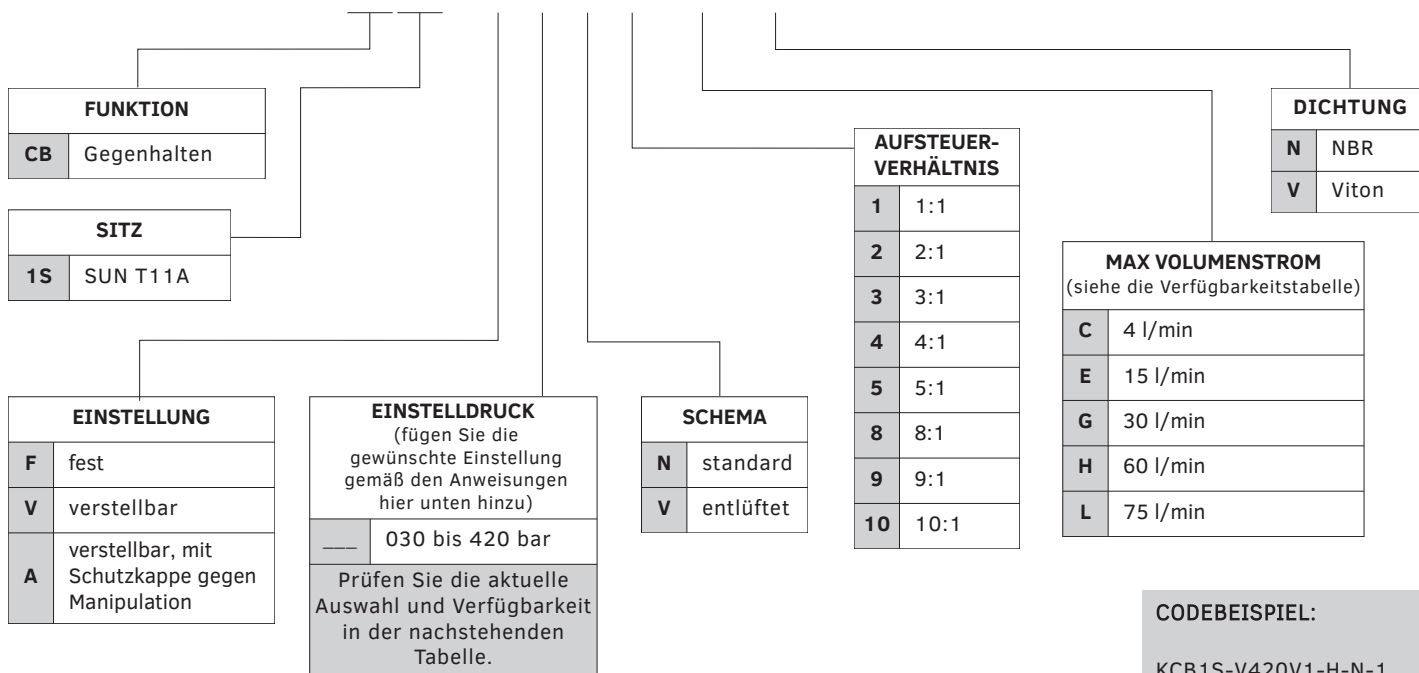 FUNKTION
CB Gegenhalten
SITZ
1S SUN T11A
EINSTELLUNG
F fest
V verstellbar
A verstellbar, mit
Schutzkappe gegen
Manipulation
EINSTELLDRUCK
(fügen Sie die
gewünschte Einstellung
gemäß den Anweisungen
hier unten hinzu)
___ 030 bis 420 bar
Prüfen Sie die aktuelle
Auswahl und Verfügbarkeit
in der nachstehenden
Tabelle.
SCHEMA
N standard
V entlüftet
AUFSTEUER-
VERHÄLTNIS
1 1:1
2 2:1
3 3:1
4 4:1
5 5:1
8 8:1
9 9:1
10 10:1
MAX VOLUMENSTROM
(siehe die Verfügbarkeitstabelle)
C 4 l/min
E 15 l/min
G 30 l/min
H 60 l/min
L 75 l/min
DICHTUNG
N NBR
V Viton
CODEBEISPIEL:
KCB1S-V420V1-H-N-1